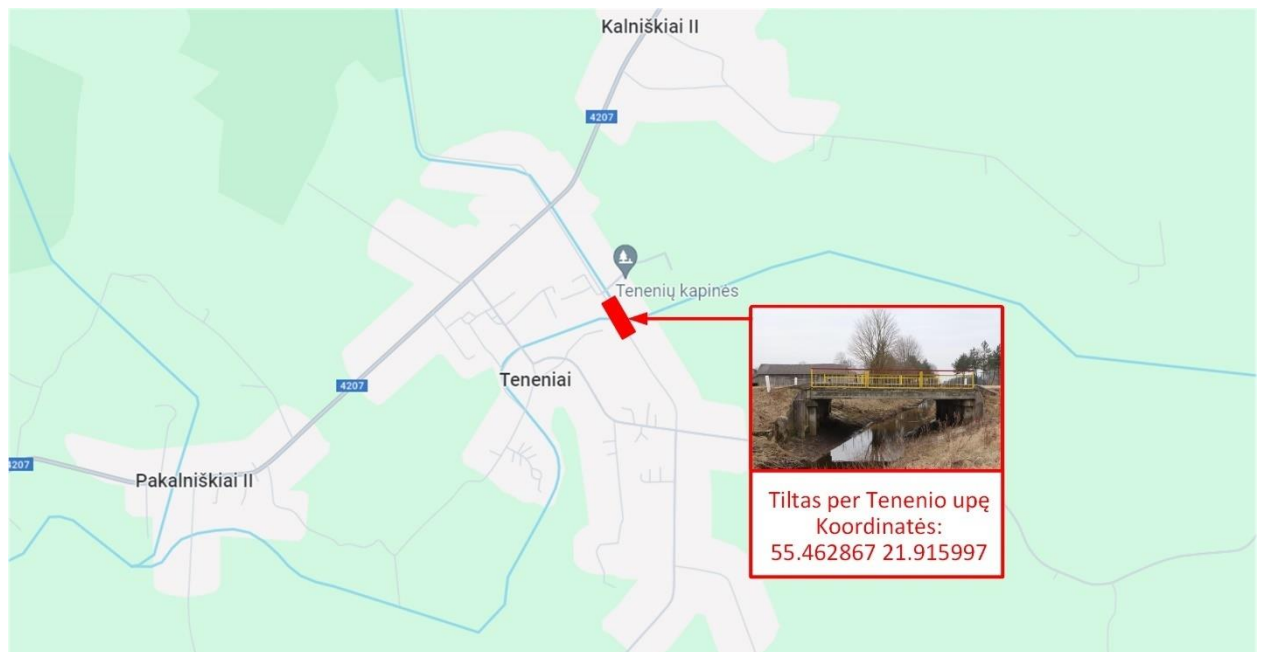 Kalniškiai II
4207
Tenenių kapinės
Teneniai
4207
4207
Pakalniškiai II
Tiltas per Tenenio upę
Koordinatės:
55.462867 21.915997